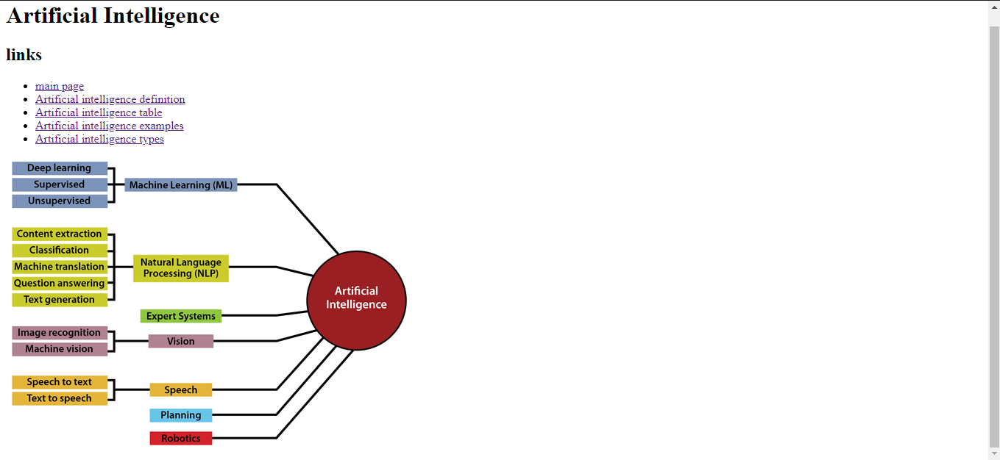 Artificial Intelligence
links
main page
Artificial intelligence definition
Artificial intelligence table
Artificial intelligence examples
Artificial intelligence types
Deep learning
Supervised
Unsupervised
Machine Learning (ML)
Content extraction
Classification
Machine translation
Question answering
Text generation
Natural Language
Processing (NLP)
Expert Systems
Image recognition
Machine vision
Vision
Speech to text
Text to speech
Speech
Planning
Robotics
Artificial
Intelligence